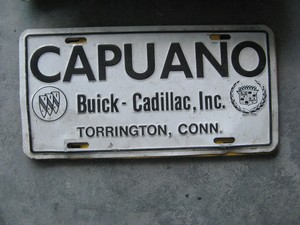 CAPUANO
Buick - Cadillac, Inc.
TORRINGTON, CONN.